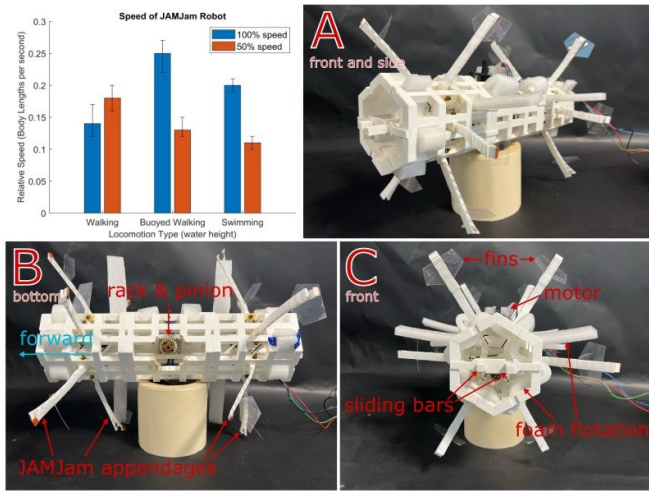 Speed of JAMJam Robot
Relative Speed (Body Lengths per second)
0.3
0.25
0.2
0.15
0.1
0.05
0
100% speed
50% speed
Walking
Buoyed Walking
Swimming
Locomotion Type (water height)
A
front and side
B
bottom
rack & pinion
forward
JAMJam appendages
C
front
fins
motor
sliding bars
foam flotation